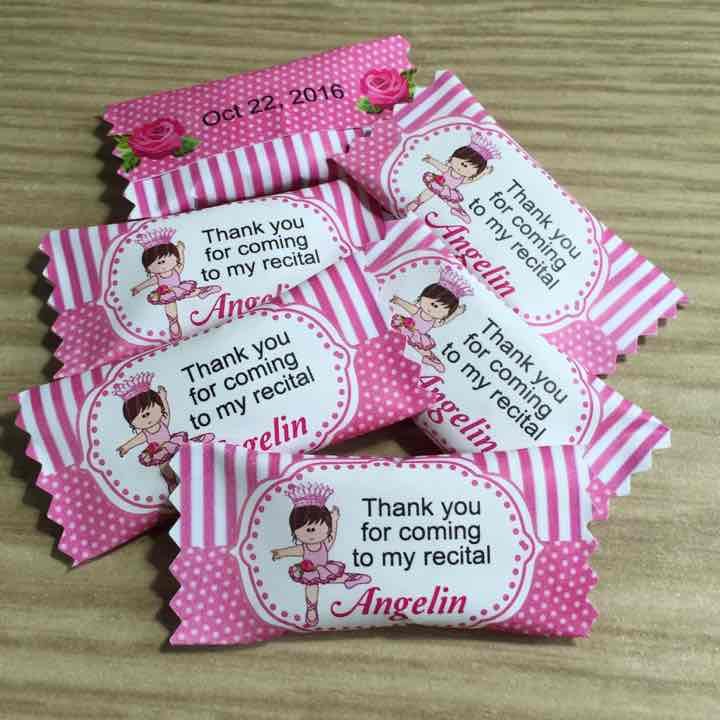 Oct 22, 2016
Thank you
for coming
to my recital
Angelin
Thank you
for coming
to my recital
Angelin
Thank you
for coming
to my recital
Angelin
Thank you
for coming
to my recital
Angelin
Thank you
for coming
to my recital
Angelin